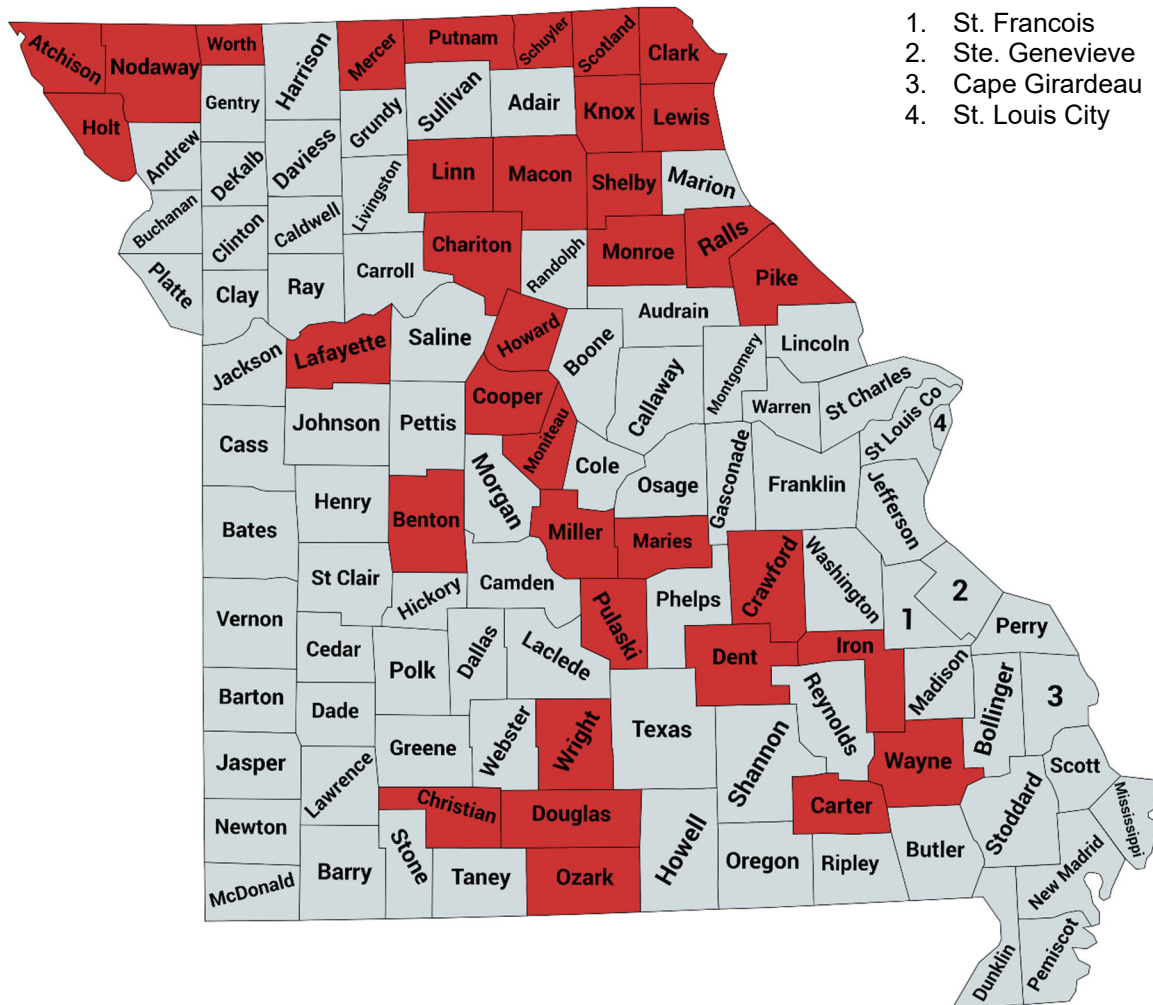 1. St. Francois
2. Ste. Genevieve
3. Cape Girardeau
4. St. Louis City
Atchison
Nodaway
Worth
Harrison
Mercer
Putnam
Schuyler
Scotland
Clark
Holt
Gentry
Sullivan
Adair
Knox
Lewis
Andrew
DeKalb
Daviess
Grundy
Linn
Macon
Shelby
Marion
Buchanan
Clinton
Caldwell
Livingston
Chariton
Randolph
Monroe
Ralls
Pike
Platte
Clay
Ray
Carroll
Audrain
Jackson
Lafayette
Saline
Howard
Boone
Callaway
Montgomery
Lincoln
Warren
St Charles
St Louis Co
4
Cass
Johnson
Pettis
Cooper
Moniteau
Cole
Osage
Gasconade
Franklin
Jefferson
Bates
Henry
Benton
Morgan
Miller
Maries
Crawford
Washington
1
2
Perry
St Clair
Hickory
Camden
Pulaski
Phelps
Vernon
Cedar
Polk
Dallas
Laclede
Dent
Iron
Madison
Bollinger
3
Barton
Dade
Greene
Webster
Wright
Texas
Shannon
Reynolds
Wayne
Scott
Mississippi
Jasper
Lawrence
Christian
Douglas
Howell
Carter
Stoddard
Newton
Stone
Taney
Ozark
Oregon
Ripley
Butler
New Madrid
McDonald
Barry
Dunklin
Pemiscot